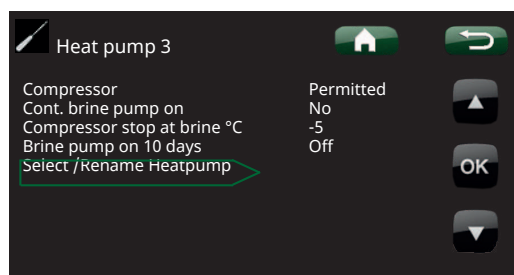 Heat pump 3
Compressor Permitted
Cont. brine pump on No
Compressor stop at brine °C -5
Brine pump on 10 days Off
Select /Rename Heatpump
OK